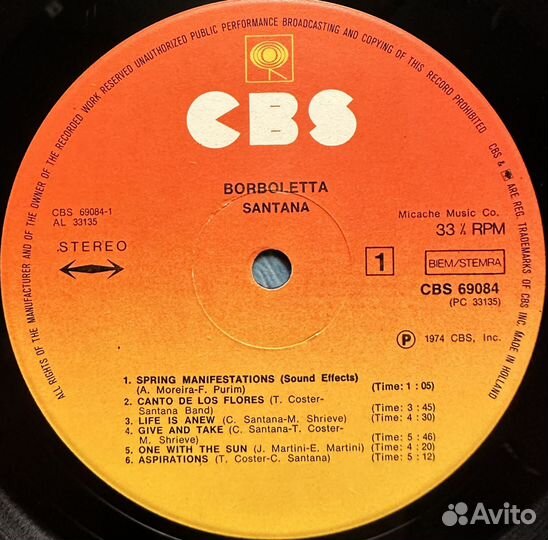 ALL RIGHTS OF THE MANUFACTURER AND OF THE OWNER OF THE RECORDED WORK RESERVED UNAUTHORIZED PUBLIC PERFORMANCE BROADCASTING AND COPYING OF THIS RECORD PROHIBITED
CBS & ARE REG. TRADEMARKS OF CBS INC. MADE IN HOLLAND
CBS
BORBOLETTA
SANTANA
CBS 69084-1
AL 33135
STEREO
Micache Music Co.
33⅓ RPM
1
BIEM/STEMRA
CBS 69084
(PC 33135)
P 1974 CBS, Inc.
1. SPRING MANIFESTATIONS (Sound Effects)
(A. Moreira-F. Purim) (Time: 1 : 05)
2. CANTO DE LOS FLORES (T. Coster-
Santana Band) (Time: 3 : 45)
3. LIFE IS ANEW (C. Santana-M. Shrieve) (Time: 4 : 30)
4. GIVE AND TAKE (C. Santana-T. Coster-
M. Shrieve) (Time: 5 : 46)
5. ONE WITH THE SUN (J. Martini-E. Martini) (Time: 4 : 20)
6. ASPIRATIONS (T. Coster-C. Santana) (Time: 5 : 12)
Avito